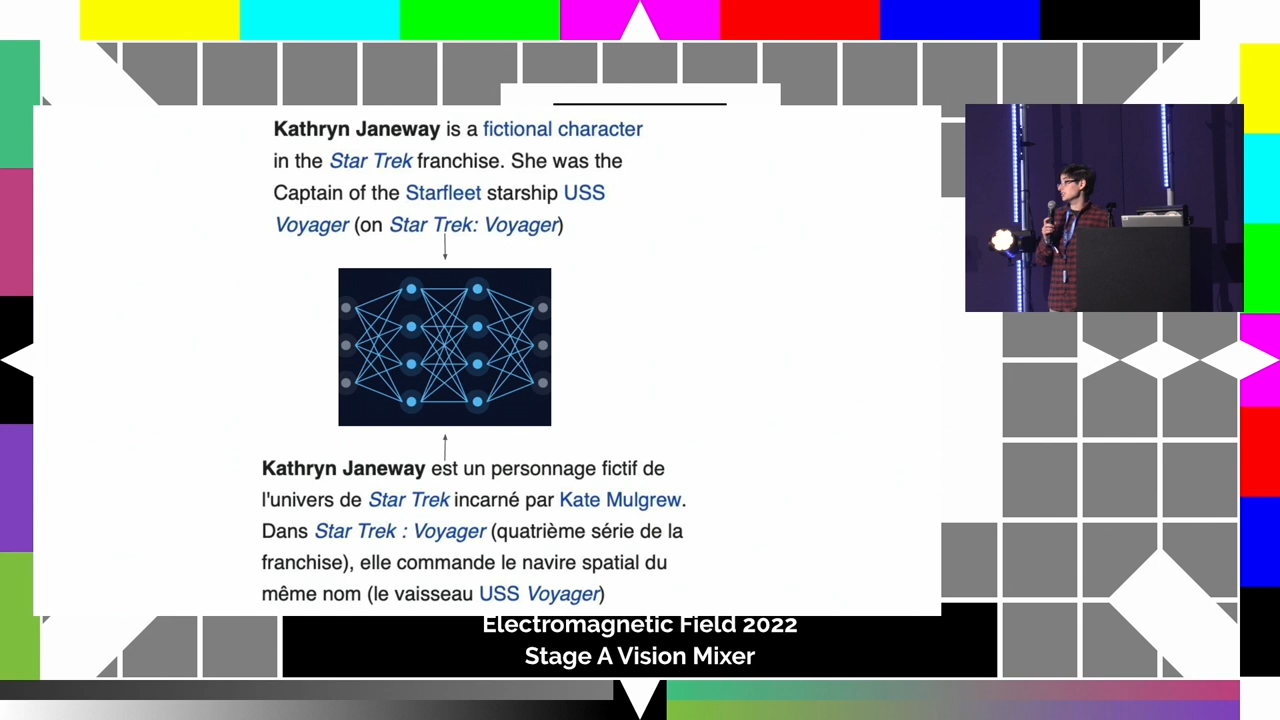 Kathryn Janeway is a fictional character
in the Star Trek franchise. She was the
Captain of the Starfleet starship USS
Voyager (on Star Trek: Voyager)
Kathryn Janeway est un personnage fictif de
l'univers de Star Trek incarné par Kate Mulgrew.
Dans Star Trek : Voyager (quatrième série de la
franchise), elle commande le navire spatial du
même nom (le vaisseau USS Voyager)
Electromagnetic Field 2022
Stage A Vision Mixer